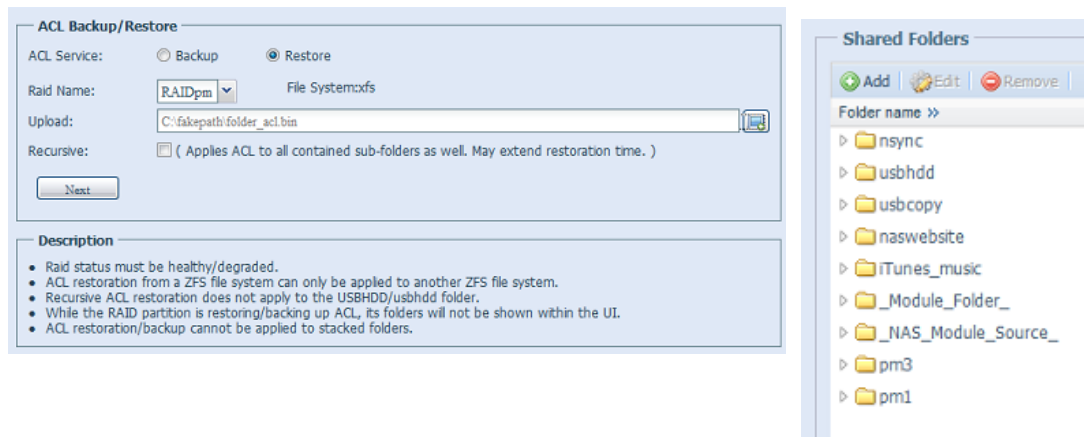 ACL Backup/Restore
ACL Service: Backup Restore
Raid Name: RAIDpm File System:xfs
Upload: C:\fakepath\folder_acl.bin
Recursive: ( Applies ACL to all contained sub-folders as well. May extend restoration time. )
Next
Description
• Raid status must be healthy/degraded.
• ACL restoration from a ZFS file system can only be applied to another ZFS file system.
• Recursive ACL restoration does not apply to the USBHDD/usbhdd folder.
• While the RAID partition is restoring/backing up ACL, its folders will not be shown within the UI.
• ACL restoration/backup cannot be applied to stacked folders.
Shared Folders
Add Edit Remove
Folder name »
nsync
usbhdd
usbcopy
naswebsite
iTunes_music
_Module_Folder_
_NAS_Module_Source_
pm3
pm1